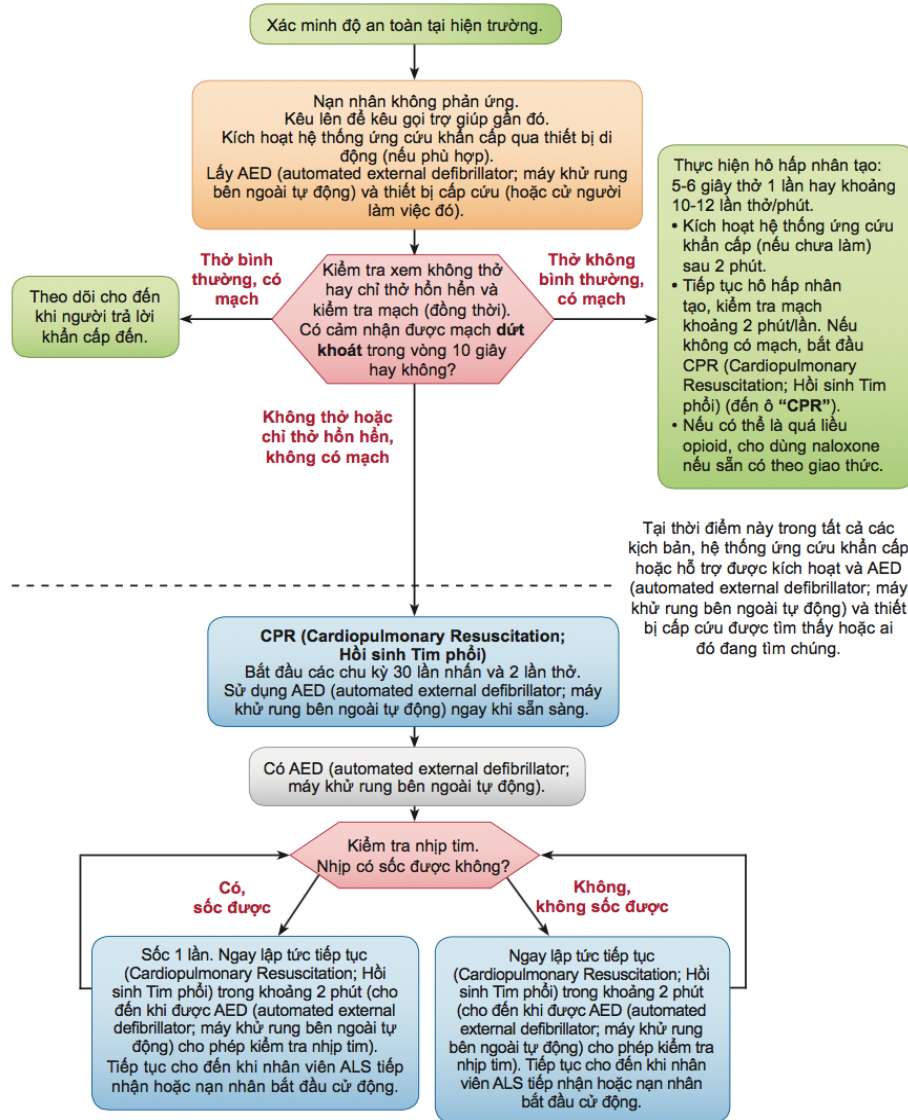 Xác minh độ an toàn tại hiện trường.
Nạn nhân không phản ứng.
Kêu lên để kêu gọi trợ giúp gần đó.
Kích hoạt hệ thống ứng cứu khẩn cấp qua thiết bị di
động (nếu phù hợp).
Lấy AED (automated external defibrillator; máy khử rung
bên ngoài tự động) và thiết bị cấp cứu (hoặc cử người
làm việc đó).
Thở bình
thường, có
mạch
Theo dõi cho đến
khi người trả lời
khẩn cấp đến.
Kiểm tra xem không thở
hay chỉ thở hổn hển và
kiểm tra mạch (đồng thời).
Có cảm nhận được mạch dứt
khoát trong vòng 10 giây
hay không?
Thở không
bình thường,
có mạch
Thực hiện hô hấp nhân tạo:
5-6 giây thở 1 lần hay khoảng
10-12 lần thở/phút.
• Kích hoạt hệ thống ứng cứu
khẩn cấp (nếu chưa làm)
sau 2 phút.
• Tiếp tục hô hấp nhân
tạo, kiểm tra mạch
khoảng 2 phút/lần. Nếu
không có mạch, bắt đầu
CPR (Cardiopulmonary
Resuscitation; Hồi sinh Tim
phổi) (đến ô “CPR”).
• Nếu có thể là quá liều
opioid, cho dùng naloxone
nếu sẵn có theo giao thức.
Không thở hoặc
chỉ thở hổn hển,
không có mạch
Tại thời điểm này trong tất cả các
kịch bản, hệ thống ứng cứu khẩn cấp
hoặc hỗ trợ được kích hoạt và AED
(automated external defibrillator; máy
khử rung bên ngoài tự động) và thiết
bị cấp cứu được tìm thấy hoặc ai
đó đang tìm chúng.
CPR (Cardiopulmonary Resuscitation;
Hồi sinh Tim phổi)
Bắt đầu các chu kỳ 30 lần nhấn và 2 lần thở.
Sử dụng AED (automated external defibrillator; máy
khử rung bên ngoài tự động) ngay khi sẵn sàng.
Có AED (automated external defibrillator;
máy khử rung bên ngoài tự động).
Kiểm tra nhịp tim.
Nhịp có sốc được không?
Có,
sốc được
Không,
không sốc được
Sốc 1 lần. Ngay lập tức tiếp tục
(Cardiopulmonary Resuscitation; Hồi
sinh Tim phổi) trong khoảng 2 phút (cho
đến khi được AED (automated external
defibrillator; máy khử rung bên ngoài tự
động) cho phép kiểm tra nhịp tim).
Tiếp tục cho đến khi nhân viên ALS tiếp
nhận hoặc nạn nhân bắt đầu cử động.
Ngay lập tức tiếp tục
(Cardiopulmonary Resuscitation; Hồi
sinh Tim phổi) trong khoảng 2 phút
(cho đến khi được AED (automated
external defibrillator; máy khử rung
bên ngoài tự động) cho phép kiểm tra
nhịp tim). Tiếp tục cho đến khi nhân
viên ALS tiếp nhận hoặc nạn nhân
bắt đầu cử động.